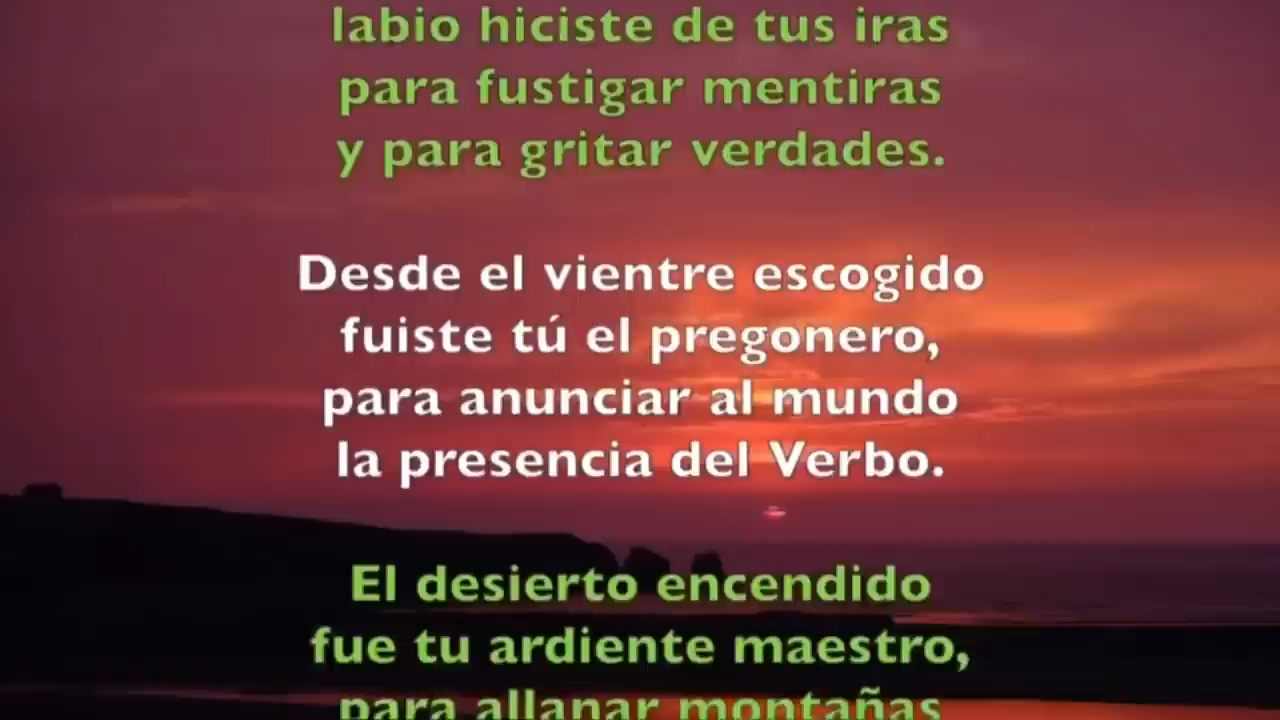 labio hiciste de tus iras
para fustigar mentiras
y para gritar verdades.
Desde el vientre escogido
fuiste tú el pregonero,
para anunciar al mundo
la presencia del Verbo.
El desierto encendido
fue tu ardiente maestro,
para allanar montañas